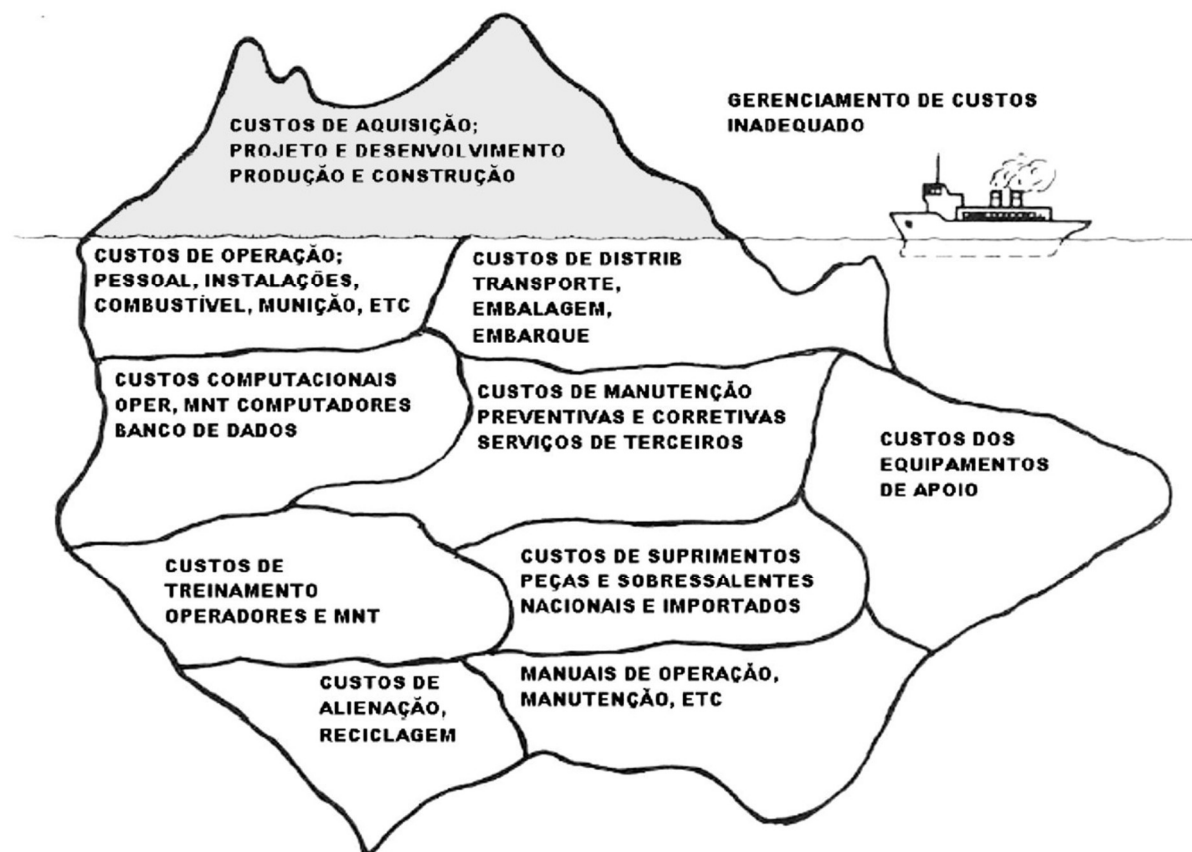 CUSTOS DE AQUISIÇÃO;
PROJETO E DESENVOLVIMENTO
PRODUÇÃO E CONSTRUÇÃO
GERENCIAMENTO DE CUSTOS
INADEQUADO
CUSTOS DE OPERAÇÃO;
PESSOAL, INSTALAÇÕES,
COMBUSTÍVEL, MUNIÇÃO, ETC
CUSTOS DE DISTRIB
TRANSPORTE,
EMBALAGEM,
EMBARQUE
CUSTOS COMPUTACIONAIS
OPER, MNT COMPUTADORES
BANCO DE DADOS
CUSTOS DE MANUTENÇÃO
PREVENTIVAS E CORRETIVAS
SERVIÇOS DE TERCEIROS
CUSTOS DOS
EQUIPAMENTOS
DE APOIO
CUSTOS DE
TREINAMENTO
OPERADORES E MNT
CUSTOS DE SUPRIMENTOS
PEÇAS E SOBRESSALENTES
NACIONAIS E IMPORTADOS
CUSTOS DE
ALIENAÇÃO,
RECICLAGEM
MANUAIS DE OPERAÇÃO,
MANUTENÇÃO, ETC